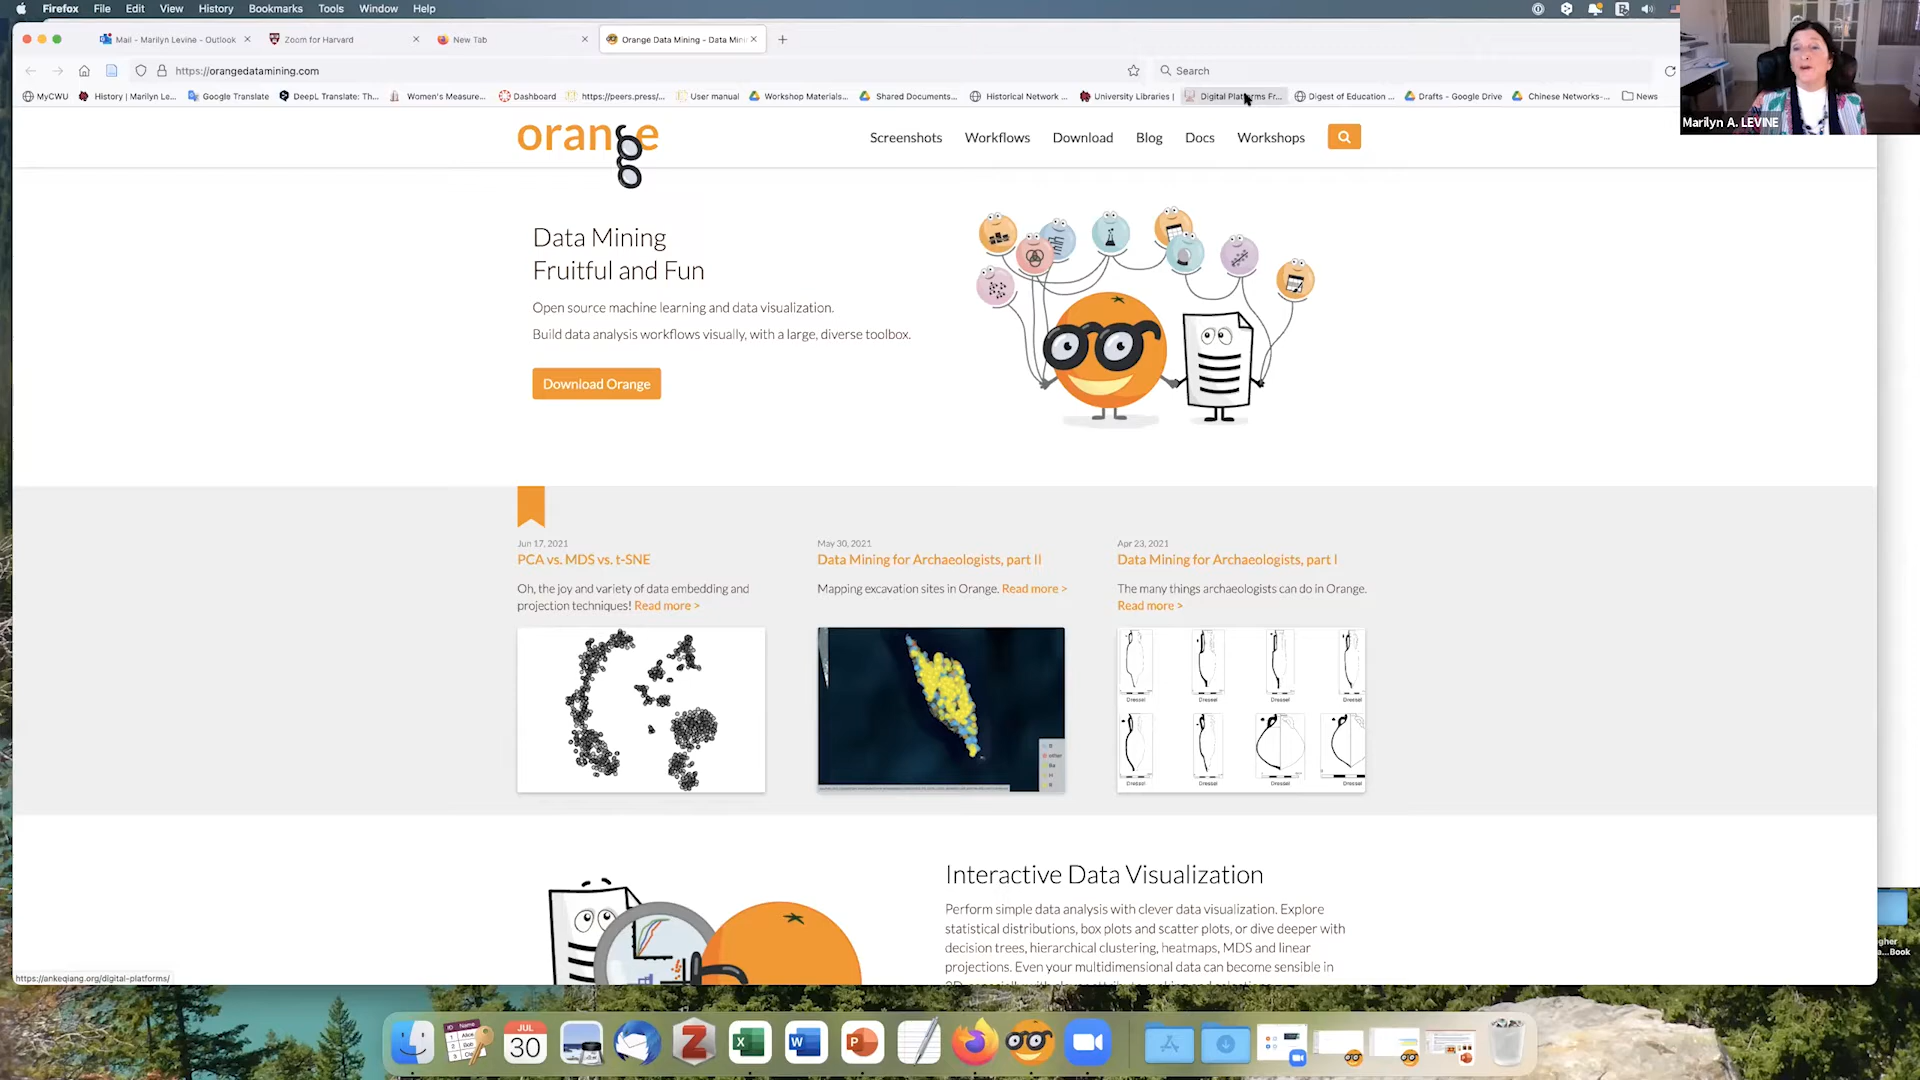 Firefox File Edit View History Bookmarks Tools Window Help
Mail - Marilyn Levine - Outlook
Zoom for Harvard
New Tab
Orange Data Mining - Data Mini
https://orangedatamining.com
Search
MyCWU
History | Marilyn Le...
Google Translate
DeepL Translate: Th...
Women's Measure...
Dashboard
https://peers.press/...
User manual
Workshop Materials...
Shared Documents...
Historical Network ...
University Libraries |
Digital Platforms Fr...
Digest of Education ...
Drafts - Google Drive
Chinese Networks-...
News
Marilyn A. LEVINE
orange
Screenshots
Workflows
Download
Blog
Docs
Workshops
Data Mining
Fruitful and Fun
Open source machine learning and data visualization.
Build data analysis workflows visually, with a large, diverse toolbox.
Download Orange
Jun 17, 2021
PCA vs. MDS vs. t-SNE
Oh, the joy and variety of data embedding and
projection techniques! Read more >
May 30, 2021
Data Mining for Archaeologists, part II
Mapping excavation sites in Orange. Read more >
Apr 23, 2021
Data Mining for Archaeologists, part I
The many things archaeologists can do in Orange.
Read more >
Dressel Dressel Dressel Dressel
Dressel Dressel Dressel Dressel
Interactive Data Visualization
Perform simple data analysis with clever data visualization. Explore
statistical distributions, box plots and scatter plots, or dive deeper with
decision trees, hierarchical clustering, heatmaps, MDS and linear
projections. Even your multidimensional data can become sensible in
https://ankeqiang.org/digital-platforms/
gher
a...Book
JUL
30